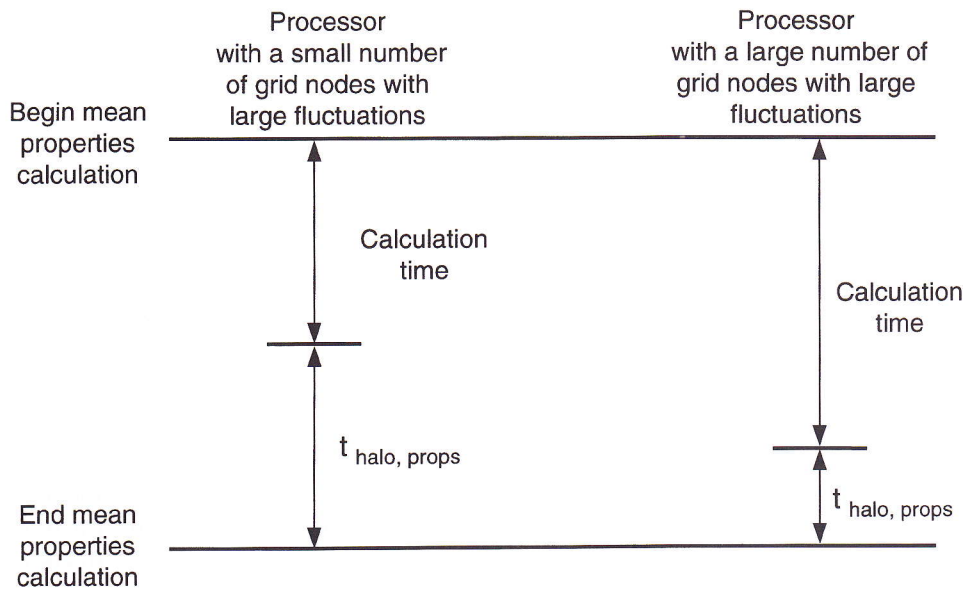 Processor
with a small number
of grid nodes with
large fluctuations
Processor
with a large number of
grid nodes with large
fluctuations
Begin mean
properties
calculation
Calculation
time
Calculation
time
t halo, props
t halo, props
End mean
properties
calculation